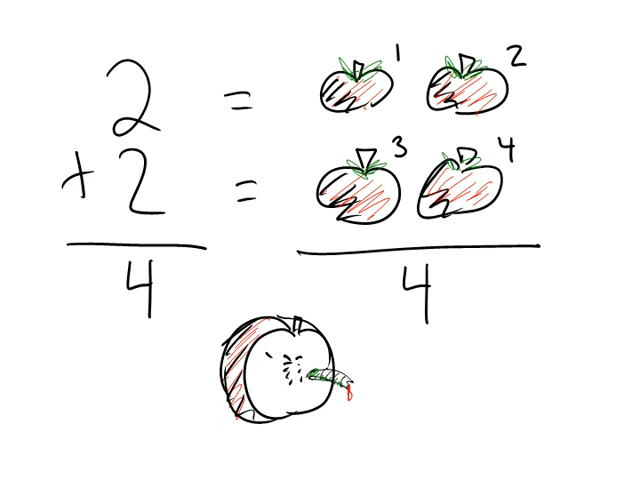 2 = 1 2
+ 2 = 3 4
4 4